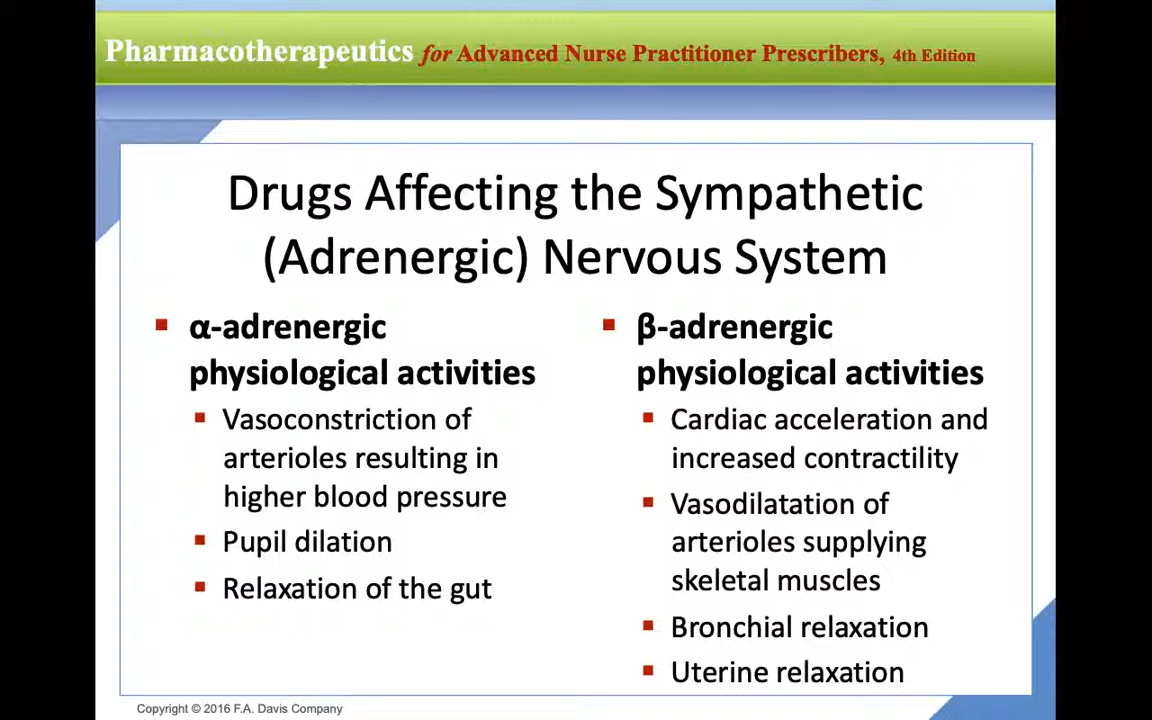 Pharmacotherapeutics for Advanced Nurse Practitioner Prescribers, 4th Edition
Drugs Affecting the Sympathetic
(Adrenergic) Nervous System
α-adrenergic
physiological activities
Vasoconstriction of
arterioles resulting in
higher blood pressure
Pupil dilation
Relaxation of the gut
β-adrenergic
physiological activities
Cardiac acceleration and
increased contractility
Vasodilatation of
arterioles supplying
skeletal muscles
Bronchial relaxation
Uterine relaxation
Copyright © 2016 F.A. Davis Company